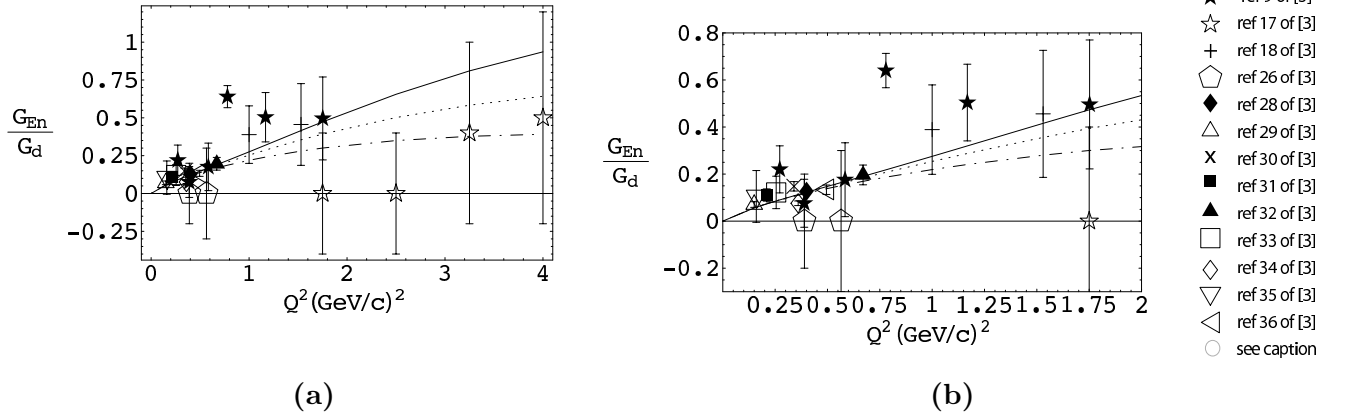 1
0.75
0.5
0.25
0
-0.25
G_En
G_d
0 1 2 3 4
Q^2(GeV/c)^2
(a)
0.8
0.6
0.4
0.2
0
-0.2
G_En
G_d
0.25 0.5 0.75 1 1.25 1.5 1.75 2
Q^2(GeV/c)^2
(b)
ref 17 of [3]
ref 18 of [3]
ref 26 of [3]
ref 28 of [3]
ref 29 of [3]
ref 30 of [3]
ref 31 of [3]
ref 32 of [3]
ref 33 of [3]
ref 34 of [3]
ref 35 of [3]
ref 36 of [3]
see caption